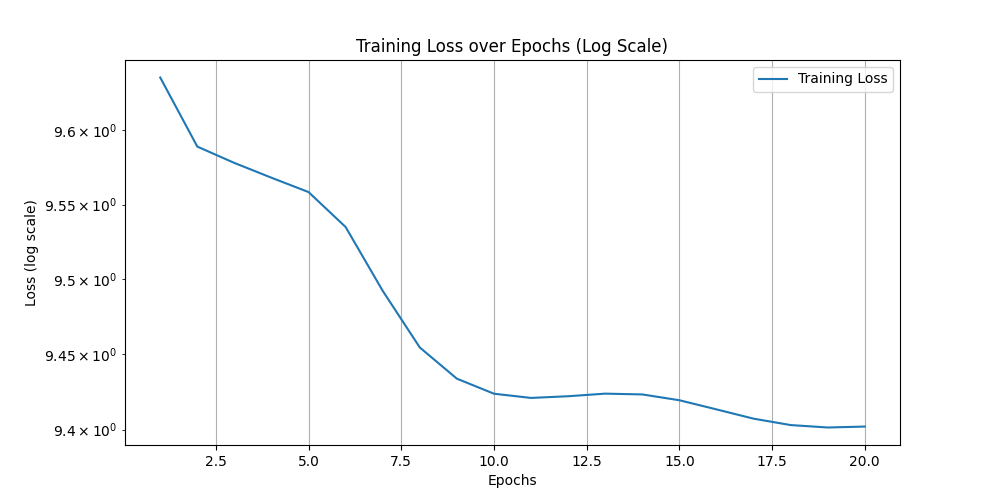 Training Loss over Epochs (Log Scale)
Training Loss
9.6 × 10⁰
9.55 × 10⁰
9.5 × 10⁰
9.45 × 10⁰
9.4 × 10⁰
Loss (log scale)
2.5 5.0 7.5 10.0 12.5 15.0 17.5 20.0
Epochs